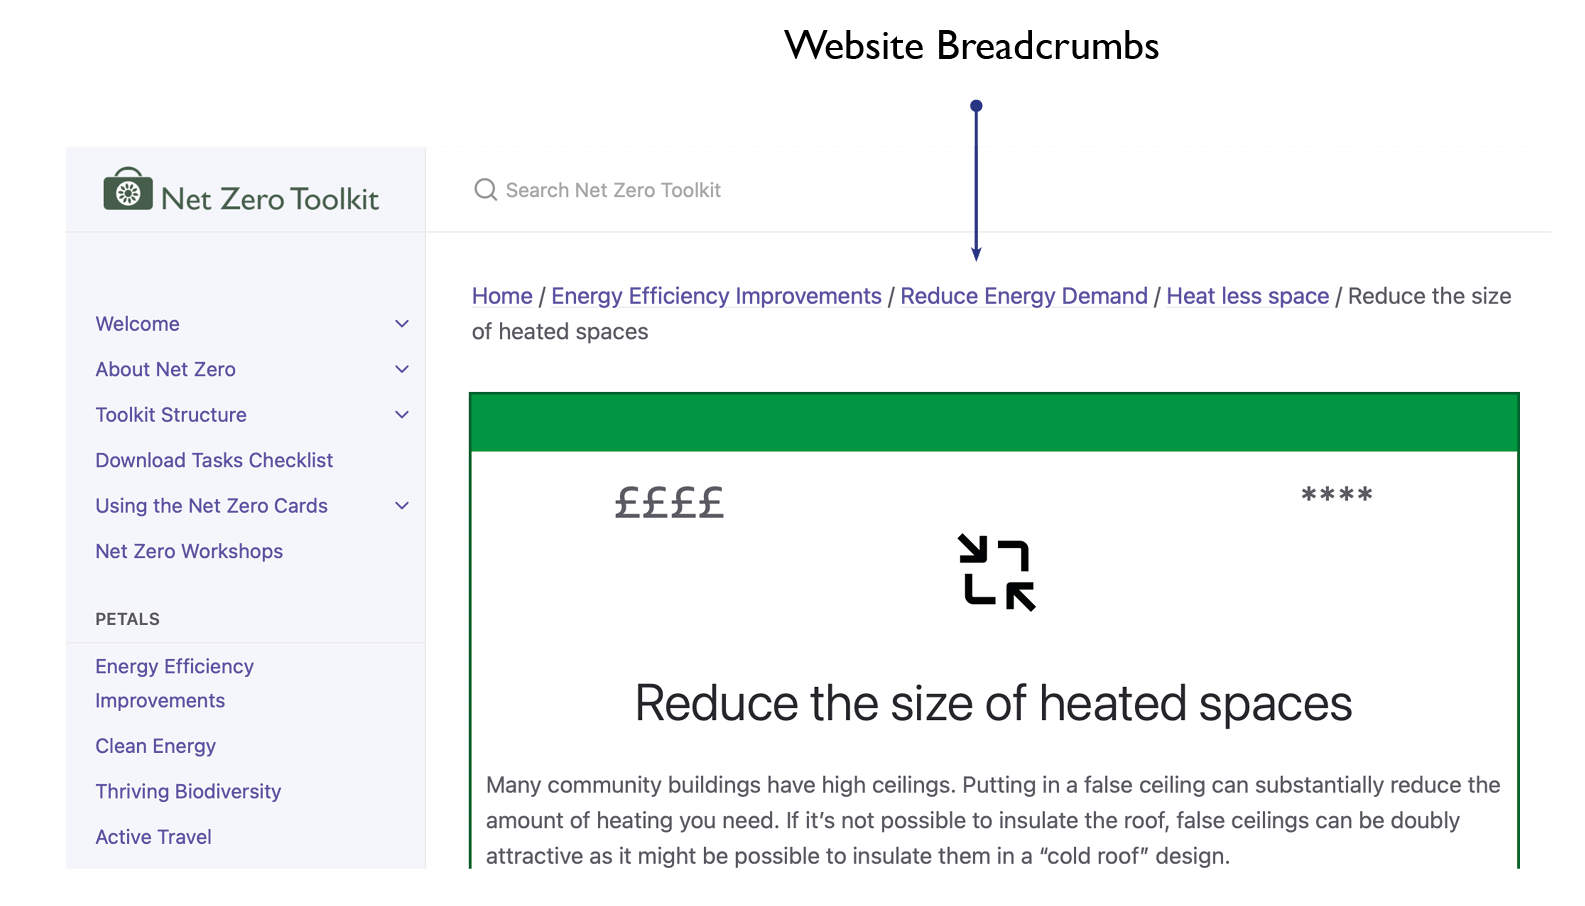 Website Breadcrumbs
Net Zero Toolkit
Search Net Zero Toolkit
Welcome
About Net Zero
Toolkit Structure
Download Tasks Checklist
Using the Net Zero Cards
Net Zero Workshops
PETALS
Energy Efficiency
Improvements
Clean Energy
Thriving Biodiversity
Active Travel
Home / Energy Efficiency Improvements / Reduce Energy Demand / Heat less space / Reduce the size
of heated spaces
££££
****
Reduce the size of heated spaces
Many community buildings have high ceilings. Putting in a false ceiling can substantially reduce the
amount of heating you need. If it’s not possible to insulate the roof, false ceilings can be doubly
attractive as it might be possible to insulate them in a “cold roof” design.